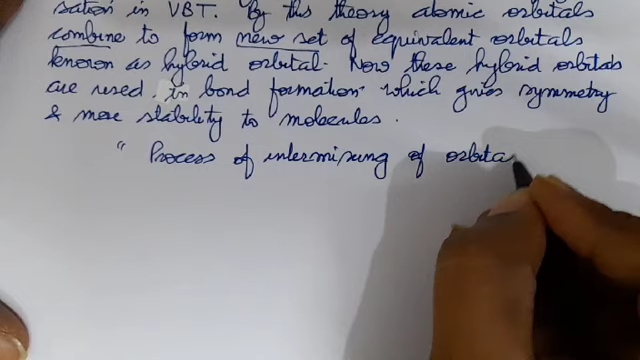 sation in VBT. By this theory atomic orbitals
combine to form new set of equivalent orbitals
known as hybrid orbital. Now these hybrid orbitals
are used in bond formation which gives symmetry
& more stability to molecules.
" Process of intermixing of orbita